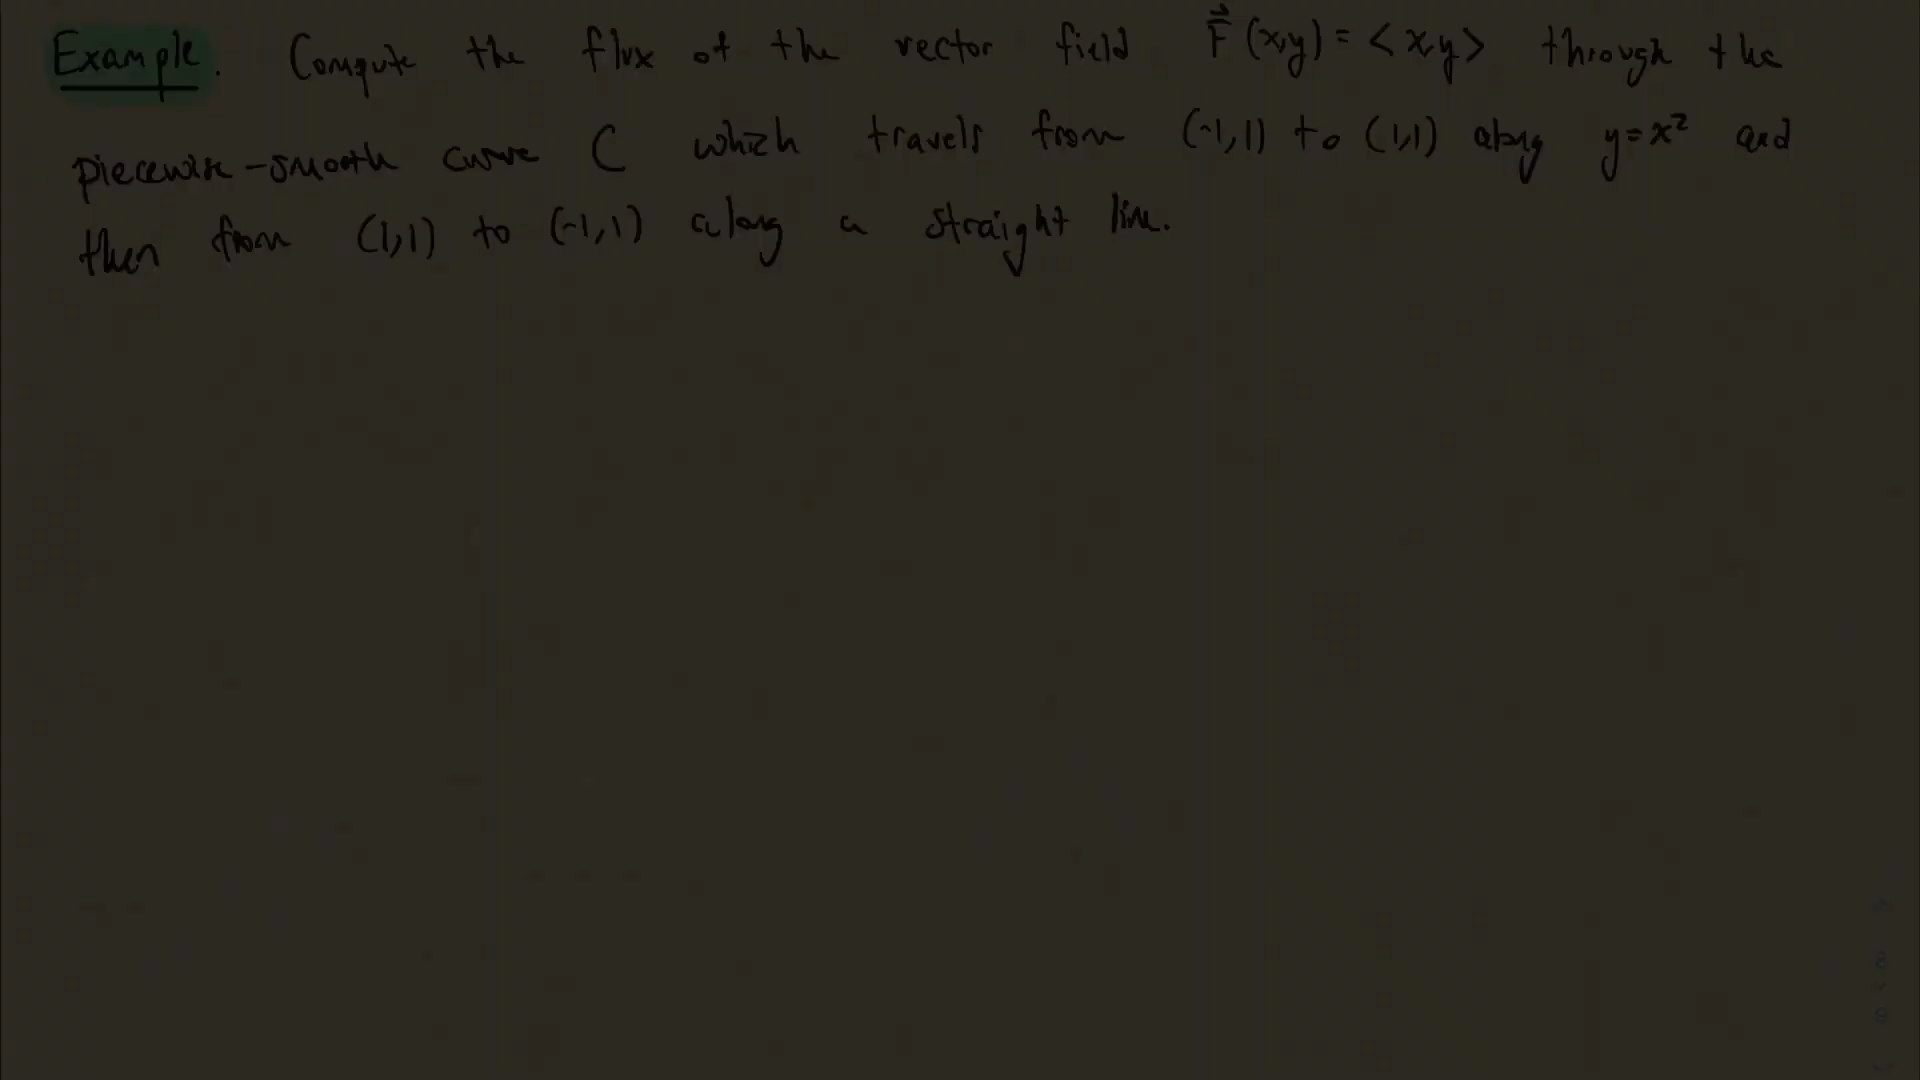 Example. Compute the flux of the vector field F⃗(x,y) = <x,y> through the
piecewise-smooth curve C which travels from (-1,1) to (1,1) along y=x² and
then from (1,1) to (-1,1) along a straight line.